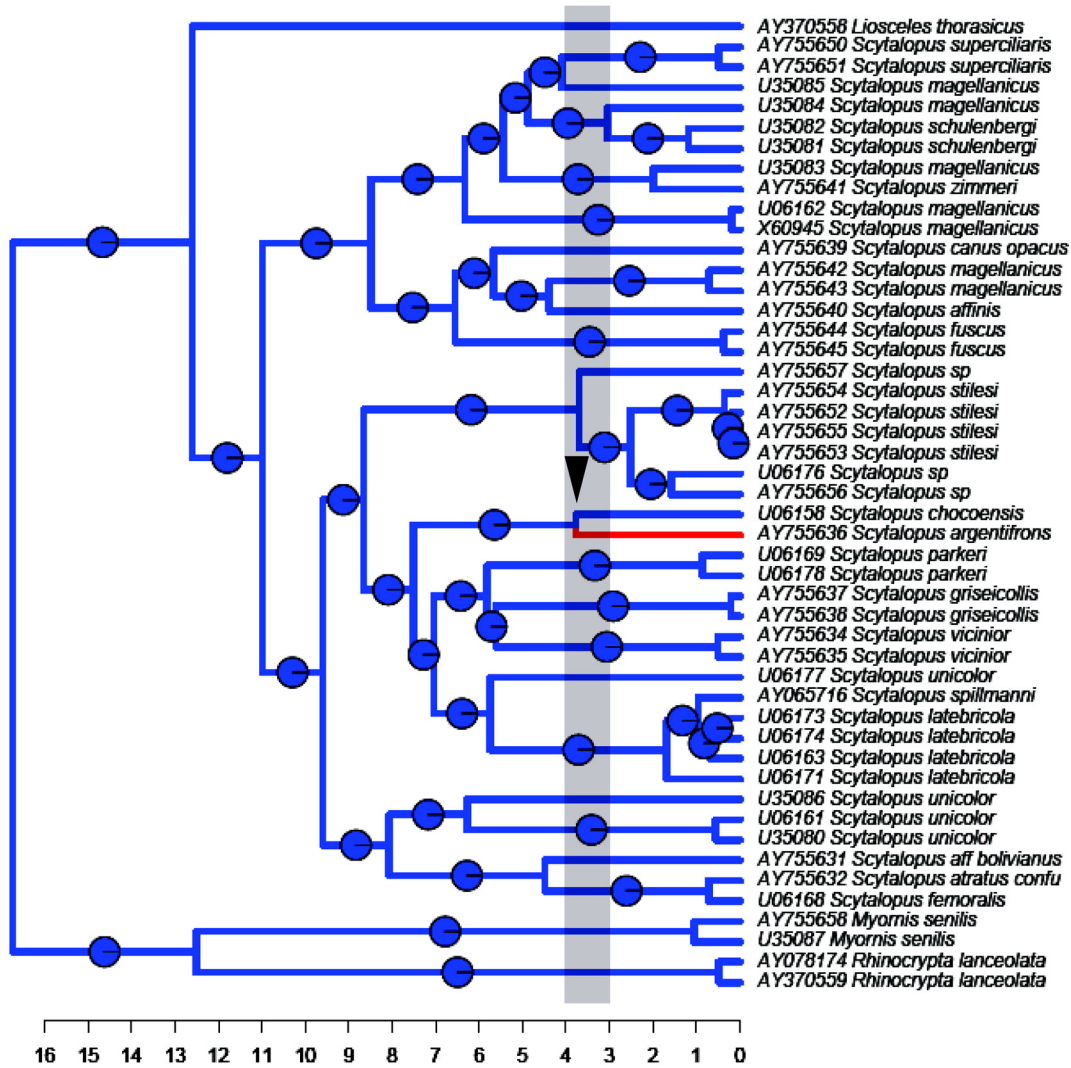 AY370558 Liosceles thorasicus
AY755650 Scytalopus superciliaris
AY755651 Scytalopus superciliaris
U35085 Scytalopus magellanicus
U35084 Scytalopus magellanicus
U35082 Scytalopus schulenbergi
U35081 Scytalopus schulenbergi
U35083 Scytalopus magellanicus
AY755641 Scytalopus zimmeri
U06162 Scytalopus magellanicus
X60945 Scytalopus magellanicus
AY755639 Scytalopus canus opacus
AY755642 Scytalopus magellanicus
AY755643 Scytalopus magellanicus
AY755640 Scytalopus affinis
AY755644 Scytalopus fuscus
AY755645 Scytalopus fuscus
AY755657 Scytalopus sp
AY755654 Scytalopus stilesi
AY755652 Scytalopus stilesi
AY755655 Scytalopus stilesi
AY755653 Scytalopus stilesi
U06176 Scytalopus sp
AY755656 Scytalopus sp
U06158 Scytalopus chocoensis
AY755636 Scytalopus argentifrons
U06169 Scytalopus parkeri
U06178 Scytalopus parkeri
AY755637 Scytalopus griseicollis
AY755638 Scytalopus griseicollis
AY755634 Scytalopus vicinior
AY755635 Scytalopus vicinior
U06177 Scytalopus unicolor
AY065716 Scytalopus spillmanni
U06173 Scytalopus latebricola
U06174 Scytalopus latebricola
U06163 Scytalopus latebricola
U06171 Scytalopus latebricola
U35086 Scytalopus unicolor
U06161 Scytalopus unicolor
U35080 Scytalopus unicolor
AY755631 Scytalopus aff bolivianus
AY755632 Scytalopus atratus confu
U06168 Scytalopus femoralis
AY755658 Myornis senilis
U35087 Myornis senilis
AY078174 Rhinocrypta lanceolata
AY370559 Rhinocrypta lanceolata
16 15 14 13 12 11 10 9 8 7 6 5 4 3 2 1 0